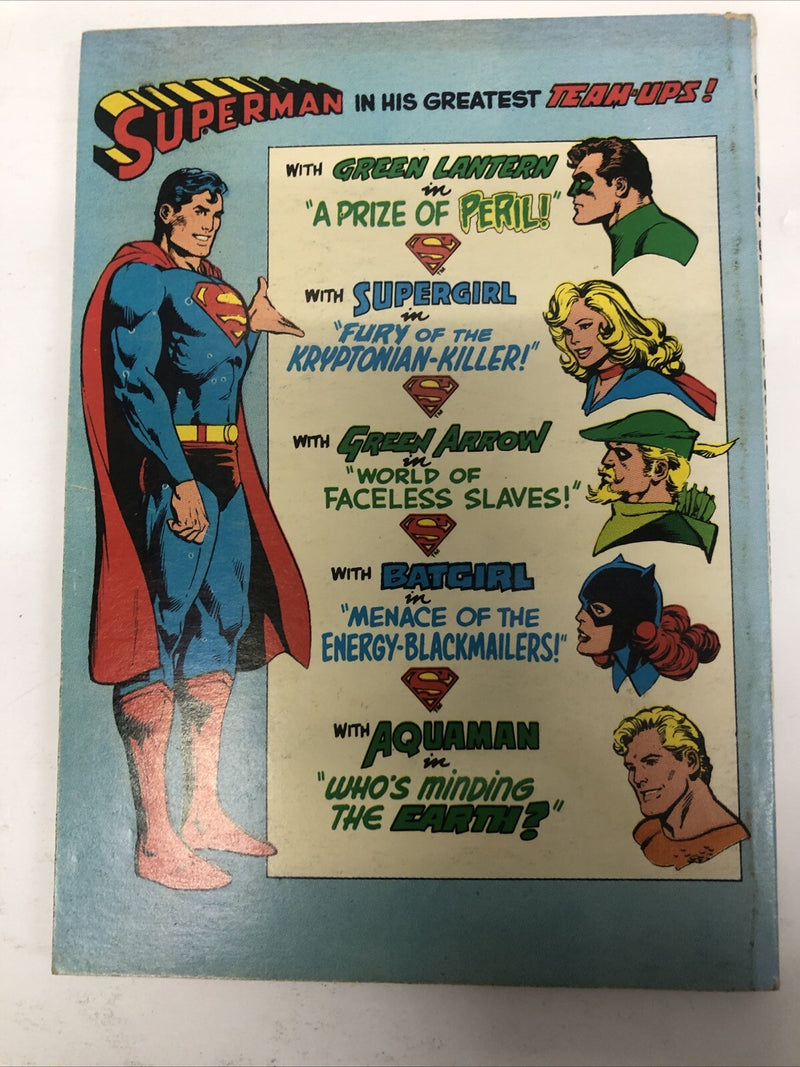 SUPERMAN IN HIS GREATEST TEAM-UPS!
WITH GREEN LANTERN
in
"A PRIZE OF PERIL!"
S
WITH SUPERGIRL
in
"FURY OF THE
KRYPTONIAN-KILLER!"
S
WITH GREEN ARROW
in
"WORLD OF
FACELESS SLAVES!"
S
WITH BATGIRL
in
"MENACE OF THE
ENERGY-BLACKMAILERS!"
S
WITH AQUAMAN
in
"WHO'S MINDING
THE EARTH?"